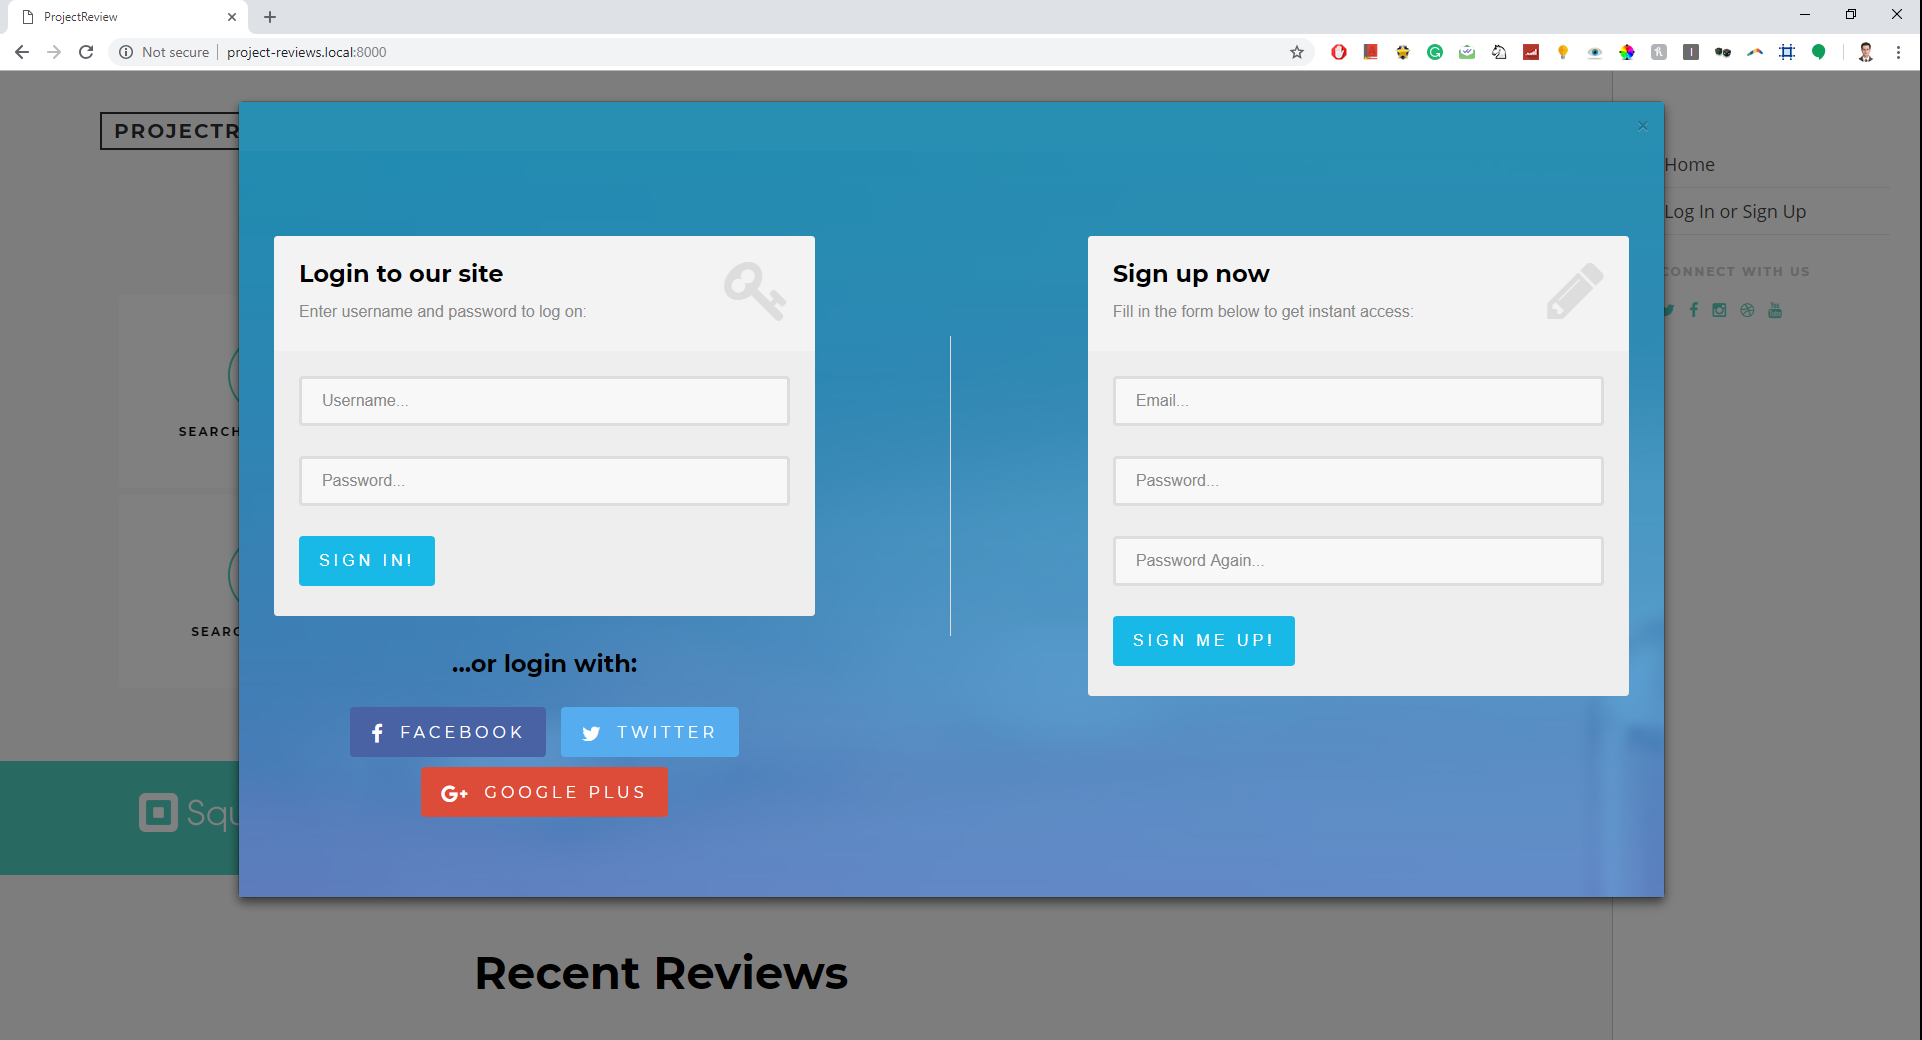 ProjectReview
Not secure
project-reviews.local:8000
PROJECTR
Home
Log In or Sign Up
CONNECT WITH US
SEARCH
SEARC
Squ
Login to our site
Enter username and password to log on:
Username...
Password...
SIGN IN!
...or login with:
FACEBOOK
TWITTER
GOOGLE PLUS
Sign up now
Fill in the form below to get instant access:
Email...
Password...
Password Again...
SIGN ME UP!
Recent Reviews